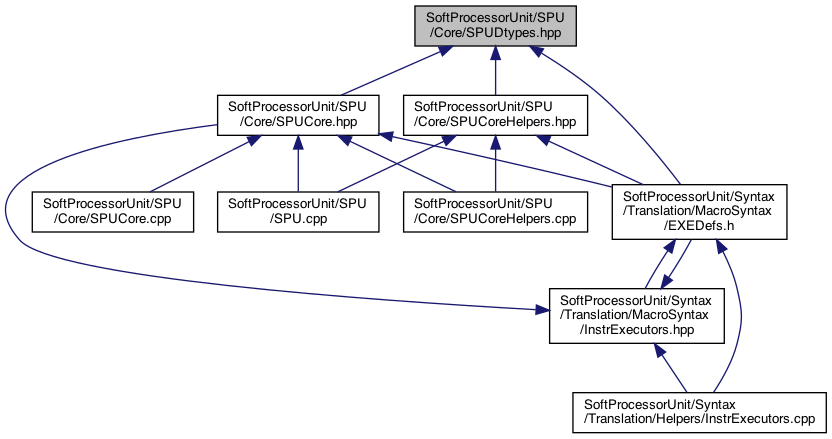 SoftProcessorUnit/SPU
/Core/SPUDtypes.hpp
SoftProcessorUnit/SPU
/Core/SPUCore.hpp
SoftProcessorUnit/SPU
/Core/SPUCoreHelpers.hpp
SoftProcessorUnit/SPU
/Core/SPUCore.cpp
SoftProcessorUnit/SPU
/SPU.cpp
SoftProcessorUnit/SPU
/Core/SPUCoreHelpers.cpp
SoftProcessorUnit/Syntax
/Translation/MacroSyntax
/EXEDefs.h
SoftProcessorUnit/Syntax
/Translation/MacroSyntax
/InstrExecutors.hpp
SoftProcessorUnit/Syntax
/Translation/Helpers/InstrExecutors.cpp